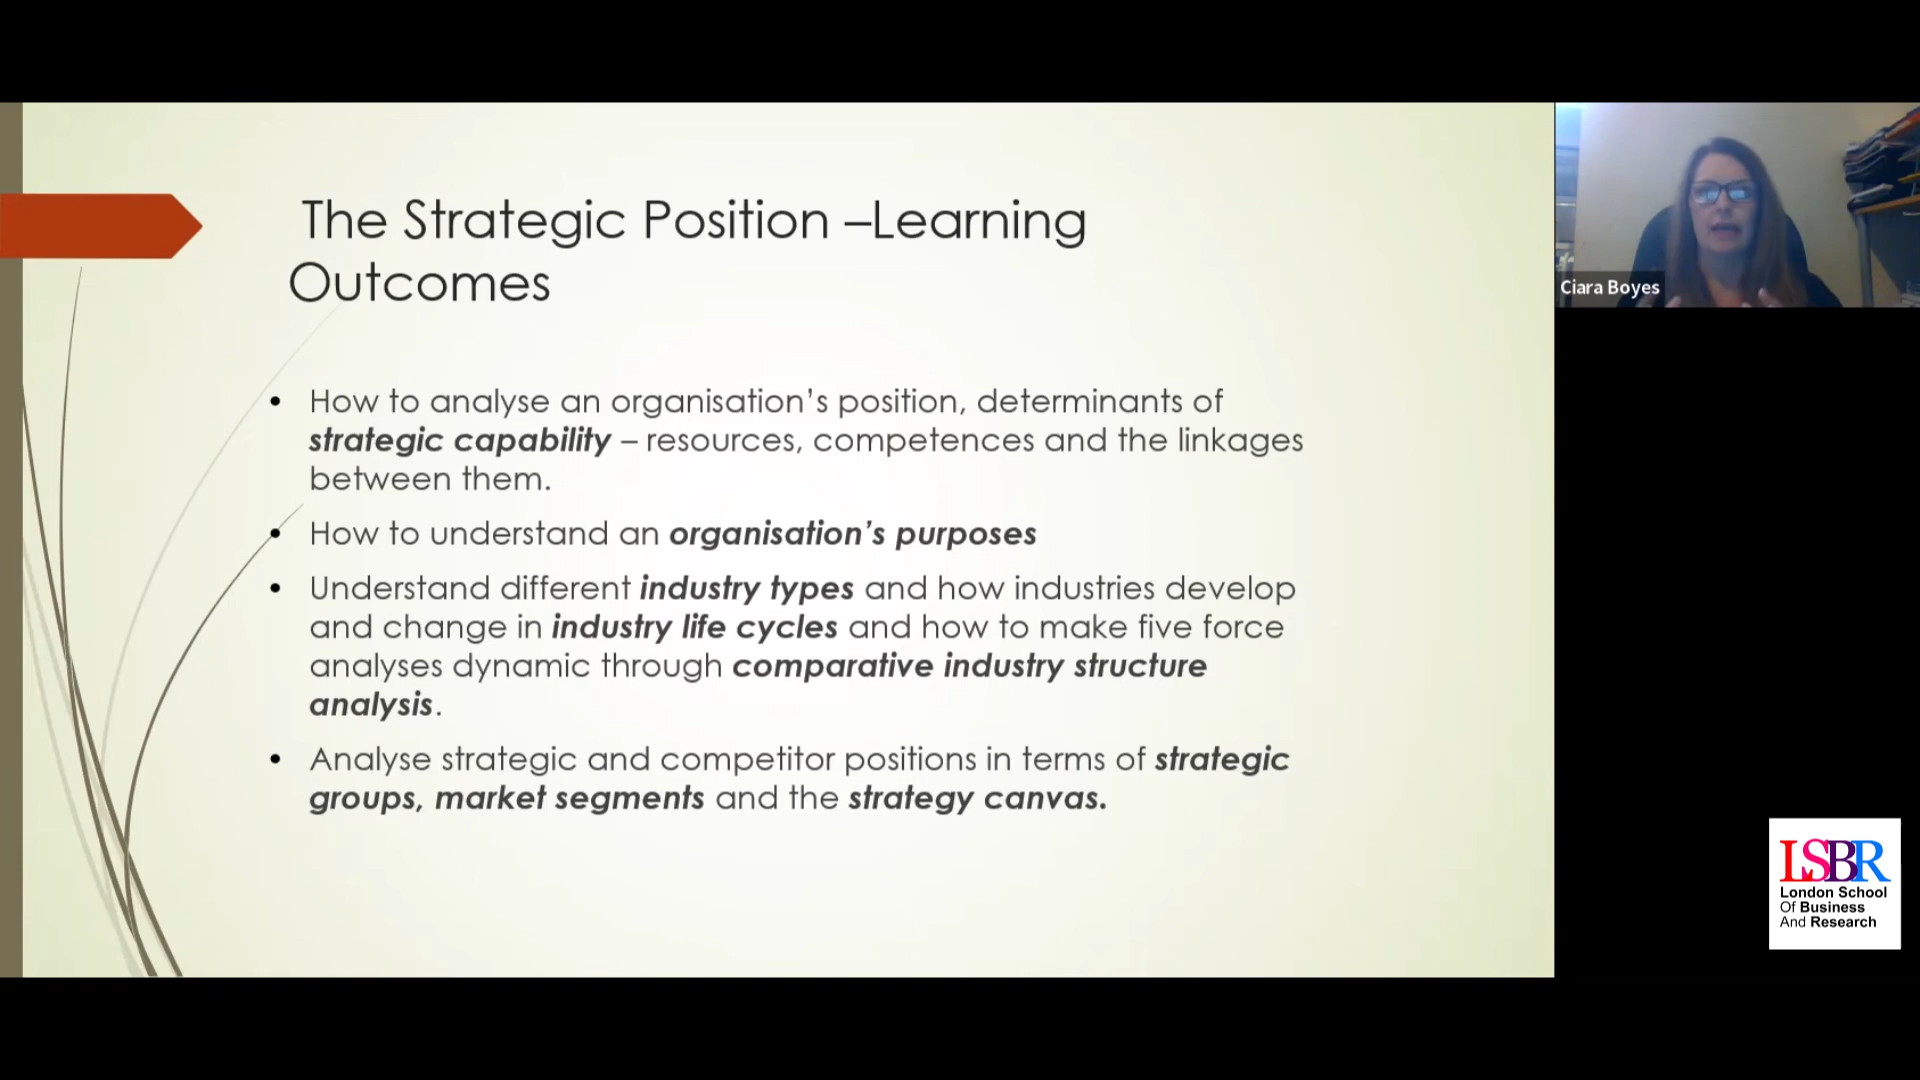 The Strategic Position –Learning
Outcomes
• How to analyse an organisation’s position, determinants of
strategic capability – resources, competences and the linkages
between them.
• How to understand an organisation’s purposes
• Understand different industry types and how industries develop
and change in industry life cycles and how to make five force
analyses dynamic through comparative industry structure
analysis.
• Analyse strategic and competitor positions in terms of strategic
groups, market segments and the strategy canvas.
Ciara Boyes
LSBR
London School
Of Business
And Research